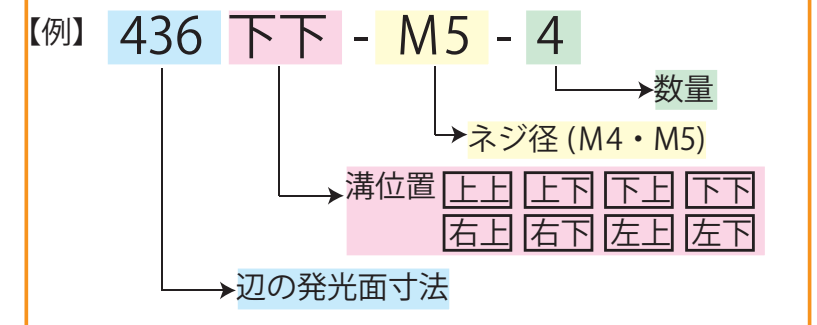 【例】 436 下下 - M5 - 4
数量
ネジ径 (M4・M5)
溝位置 上上 上下 下上 下下
右上 右下 左上 左下
辺の発光面寸法